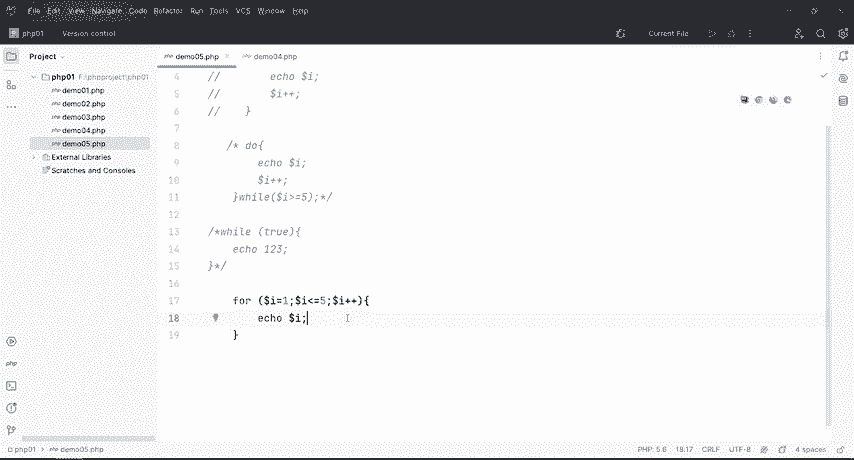 File Edit View Navigate Code Refactor Run Tools VCS Window Help
php01 Version control Current File
Project
demo05.php demo04.php
php01 F:\phpproject\php01
demo01.php
demo02.php
demo03.php
demo04.php
demo05.php
External Libraries
Scratches and Consoles
4 // echo $i;
5 // $i++;
6 // }
7
8 /* do{
9 echo $i;
10 $i++;
11 }while($i>=5);*/
12
13 /*while (true){
14 echo 123;
15 }*/
16
17 for ($i=1;$i<=5;$i++){
18 echo $i;
19 }
php01 > demo05.php PHP: 5.6 18:17 CRLF UTF-8 4 spaces